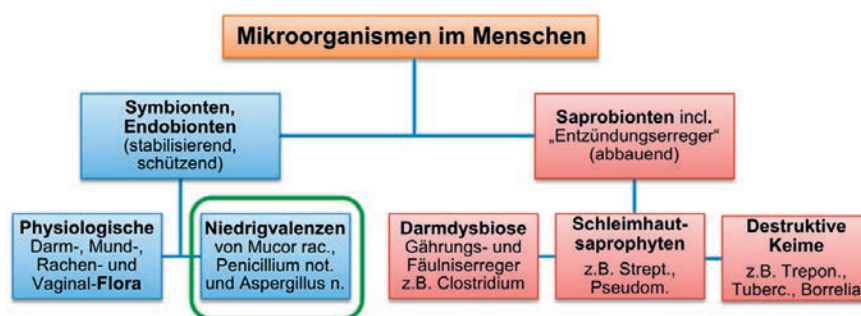 Mikroorganismen im Menschen
Symbionten,
Endobionten
(stabilisierend,
schützend)
Saprobionten incl.
„Entzündungserreger“
(abbauend)
Physiologische
Darm-, Mund-,
Rachen- und
Vaginal-Flora
Niedrigvalenzen
von Mucor rac.,
Penicillium not.
und Aspergillus n.
Darmdysbiose
Gährungs- und
Fäulniserreger
z.B. Clostridium
Schleimhaut-
saprophyten
z.B. Strept.,
Pseudom.
Destruktive
Keime
z.B. Trepon.,
Tuberc., Borrelia